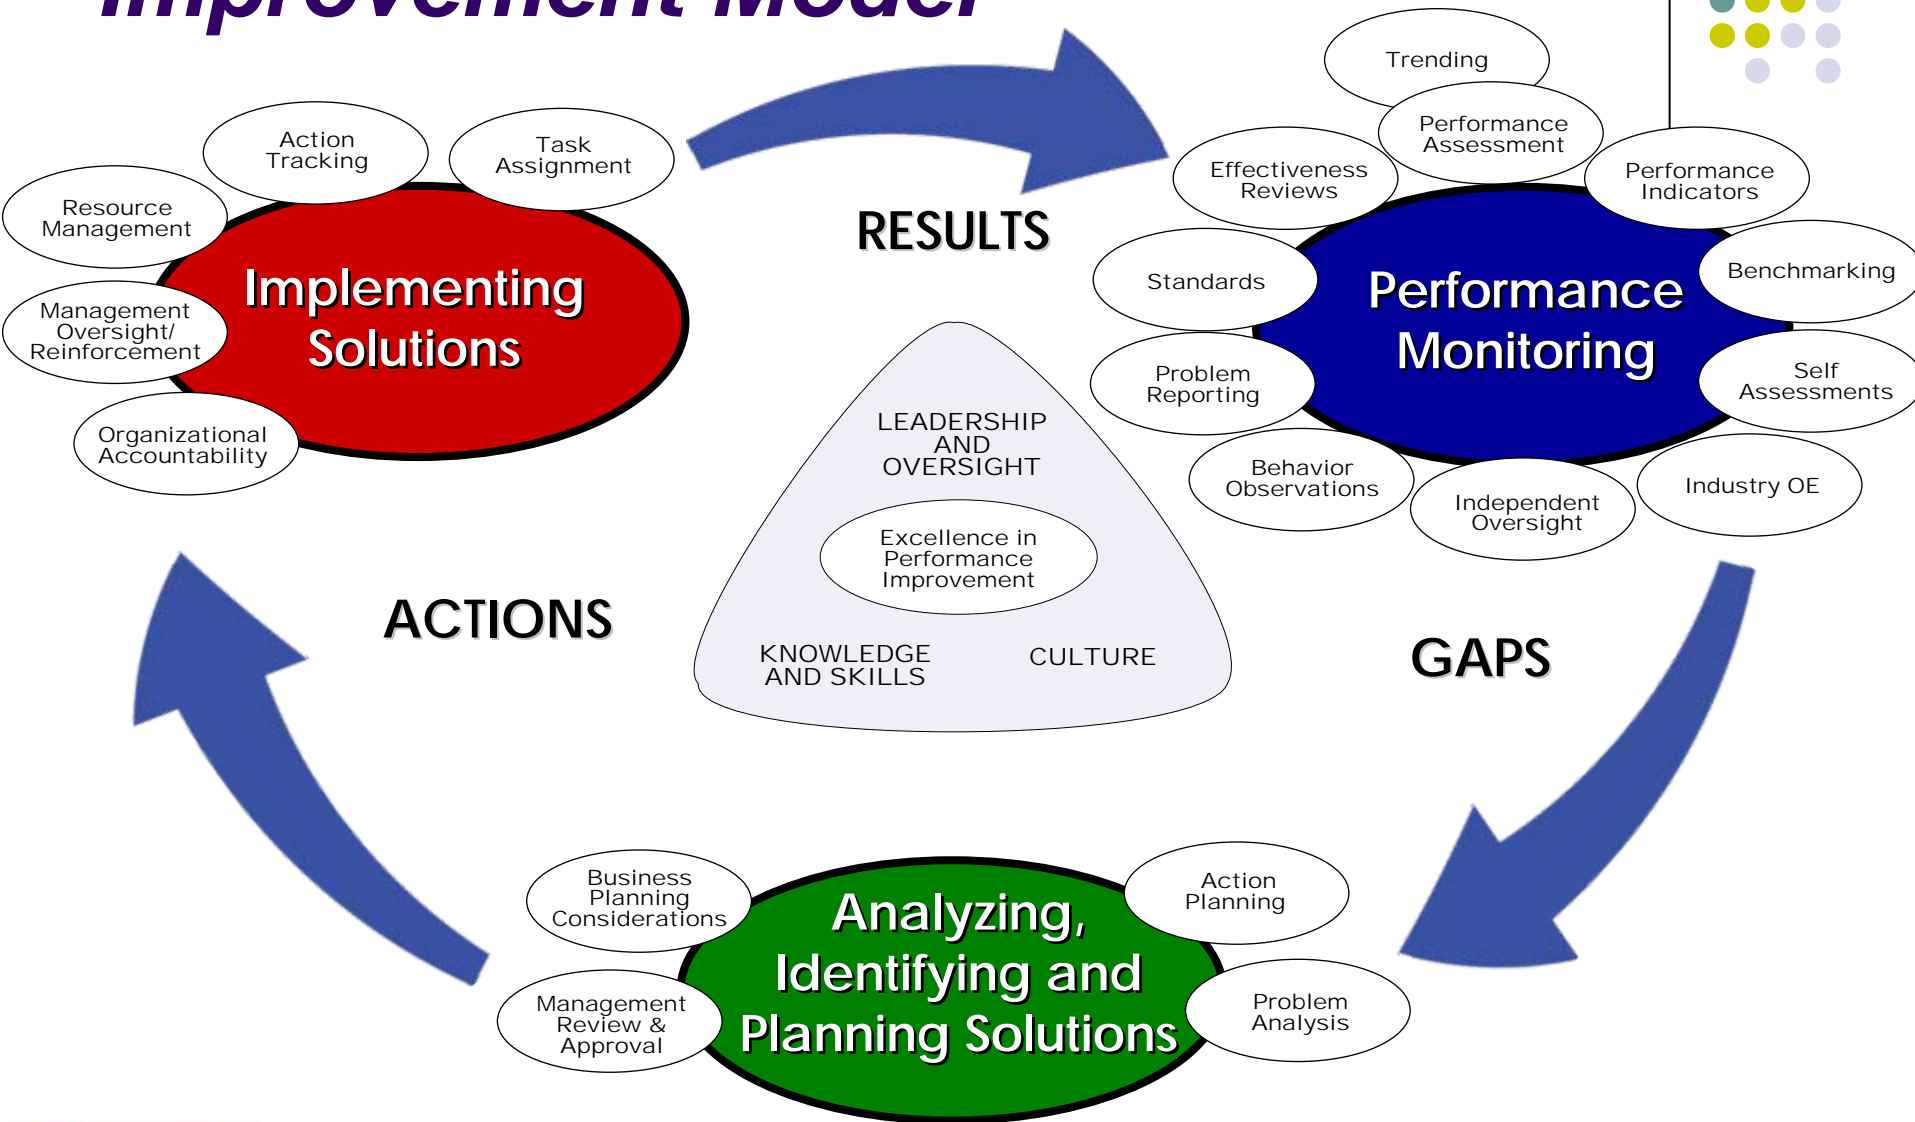 Improvement Model
Trending
Performance
Assessment
Action
Tracking
Task
Assignment
Effectiveness
Reviews
Performance
Indicators
Resource
Management
RESULTS
Standards
Benchmarking
Implementing
Solutions
Performance
Monitoring
Management
Oversight/
Reinforcement
Problem
Reporting
Self
Assessments
Organizational
Accountability
LEADERSHIP
AND
OVERSIGHT
Behavior
Observations
Independent
Oversight
Industry OE
Excellence in
Performance
Improvement
ACTIONS
KNOWLEDGE
AND SKILLS
CULTURE
GAPS
Business
Planning
Considerations
Action
Planning
Analyzing,
Identifying and
Planning Solutions
Management
Review &
Approval
Problem
Analysis